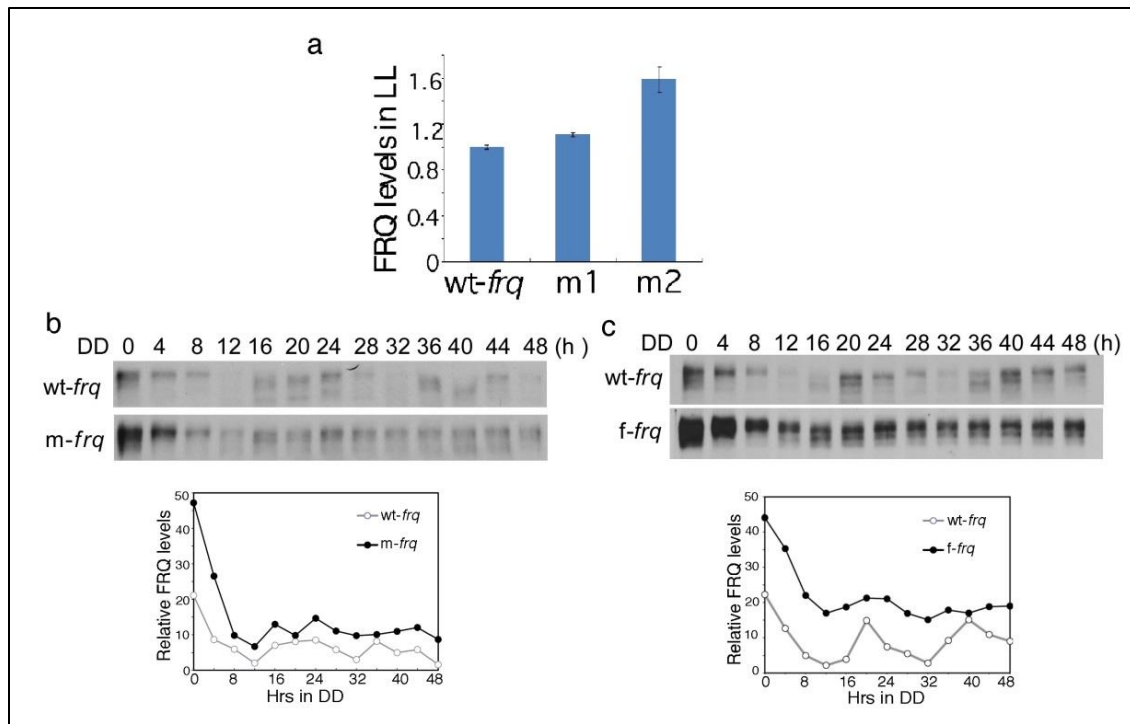 a
FRQ levels in LL
1.6
1.2
0.8
0.4
0
wt-frq m1 m2
b
DD 0 4 8 12 16 20 24 28 32 36 40 44 48 (h)
wt-frq
m-frq
Relative FRQ levels
50
40
30
20
10
0
wt-frq
m-frq
0 8 16 24 32 40 48
Hrs in DD
c
DD 0 4 8 12 16 20 24 28 32 36 40 44 48 (h)
wt-frq
f-frq
Relative FRQ levels
50
40
30
20
10
0
wt-frq
f-frq
0 8 16 24 32 40 48
Hrs in DD